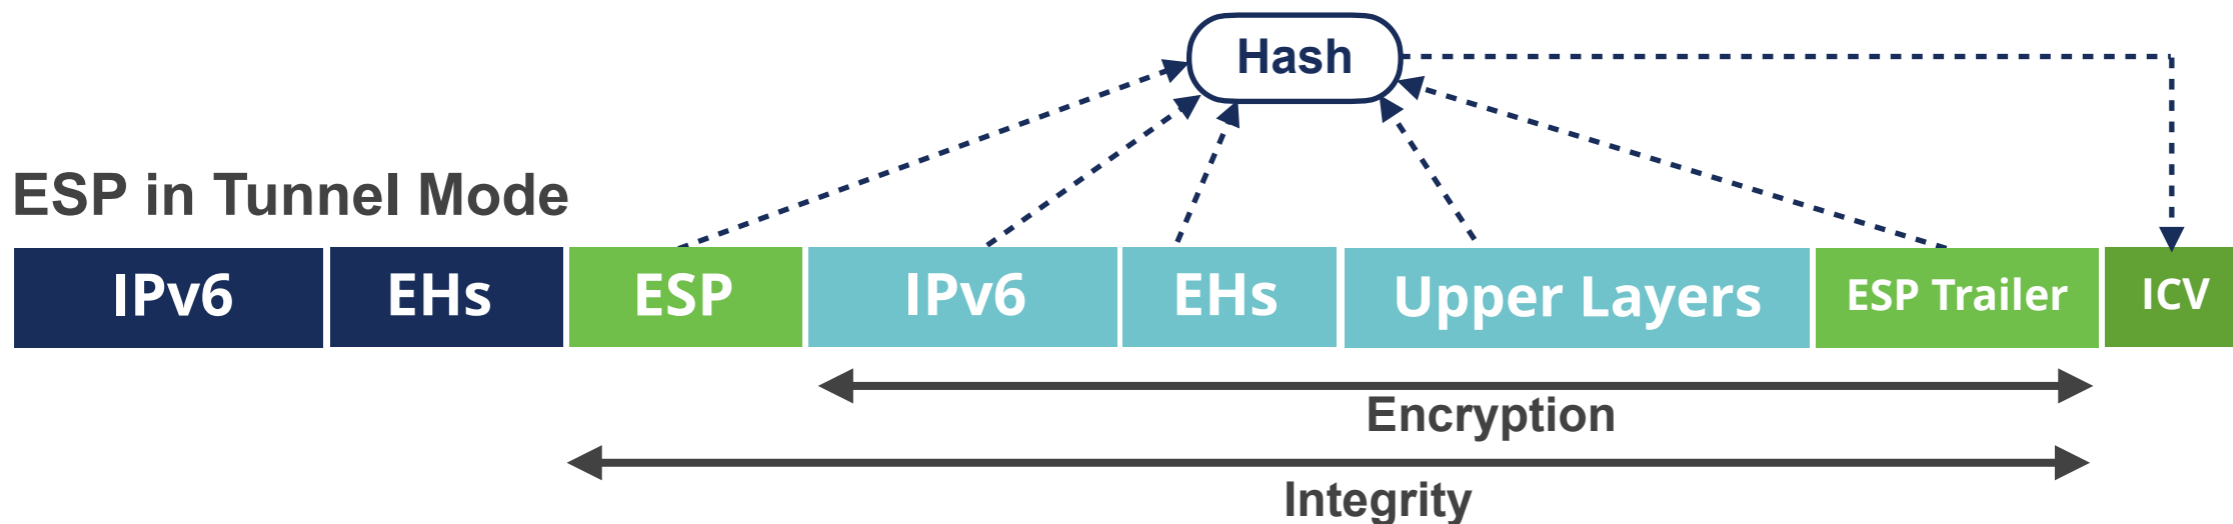 Hash
ESP in Tunnel Mode
IPv6 EHs ESP IPv6 EHs Upper Layers ESP Trailer ICV
Encryption
Integrity